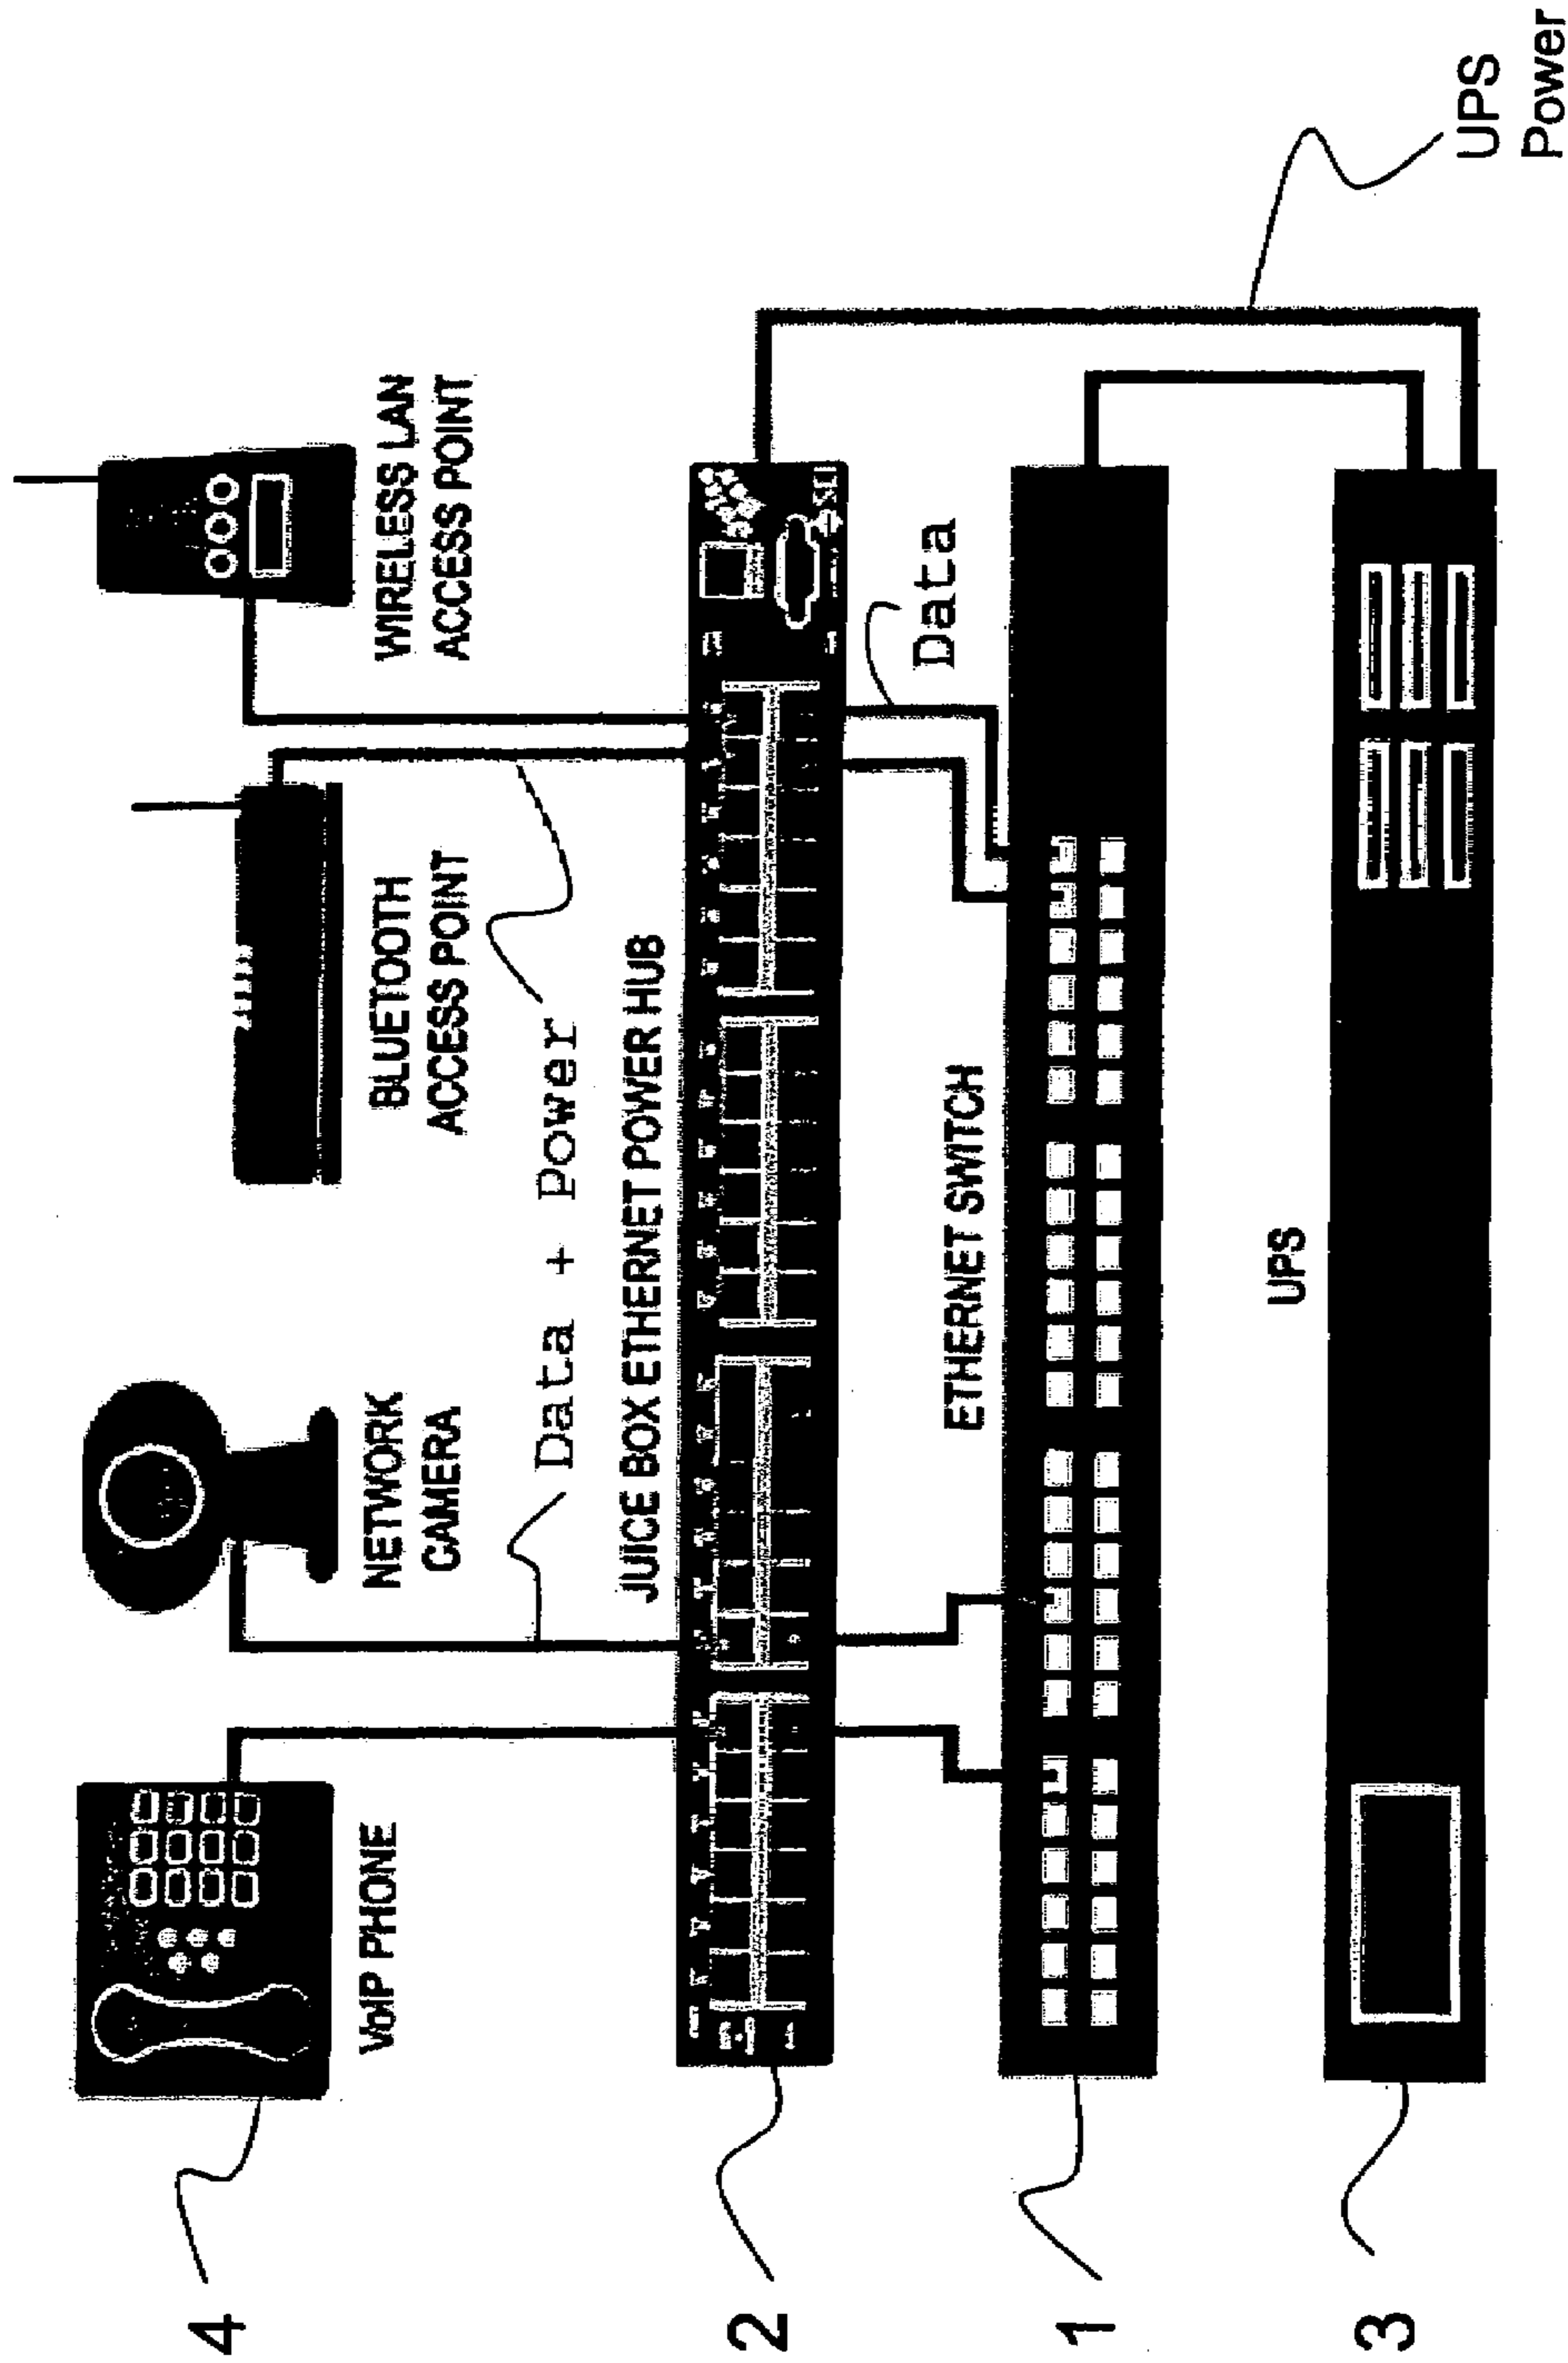 4
VoIP PHONE
NETWORK
CAMERA
BLUETOOTH
ACCESS POINT
WIRELESS LAN
ACCESS POINT
Data + Power
JUICE BOX ETHERNET POWER HUB
2
Data
ETHERNET SWITCH
1
UPS
3
UPS
Power